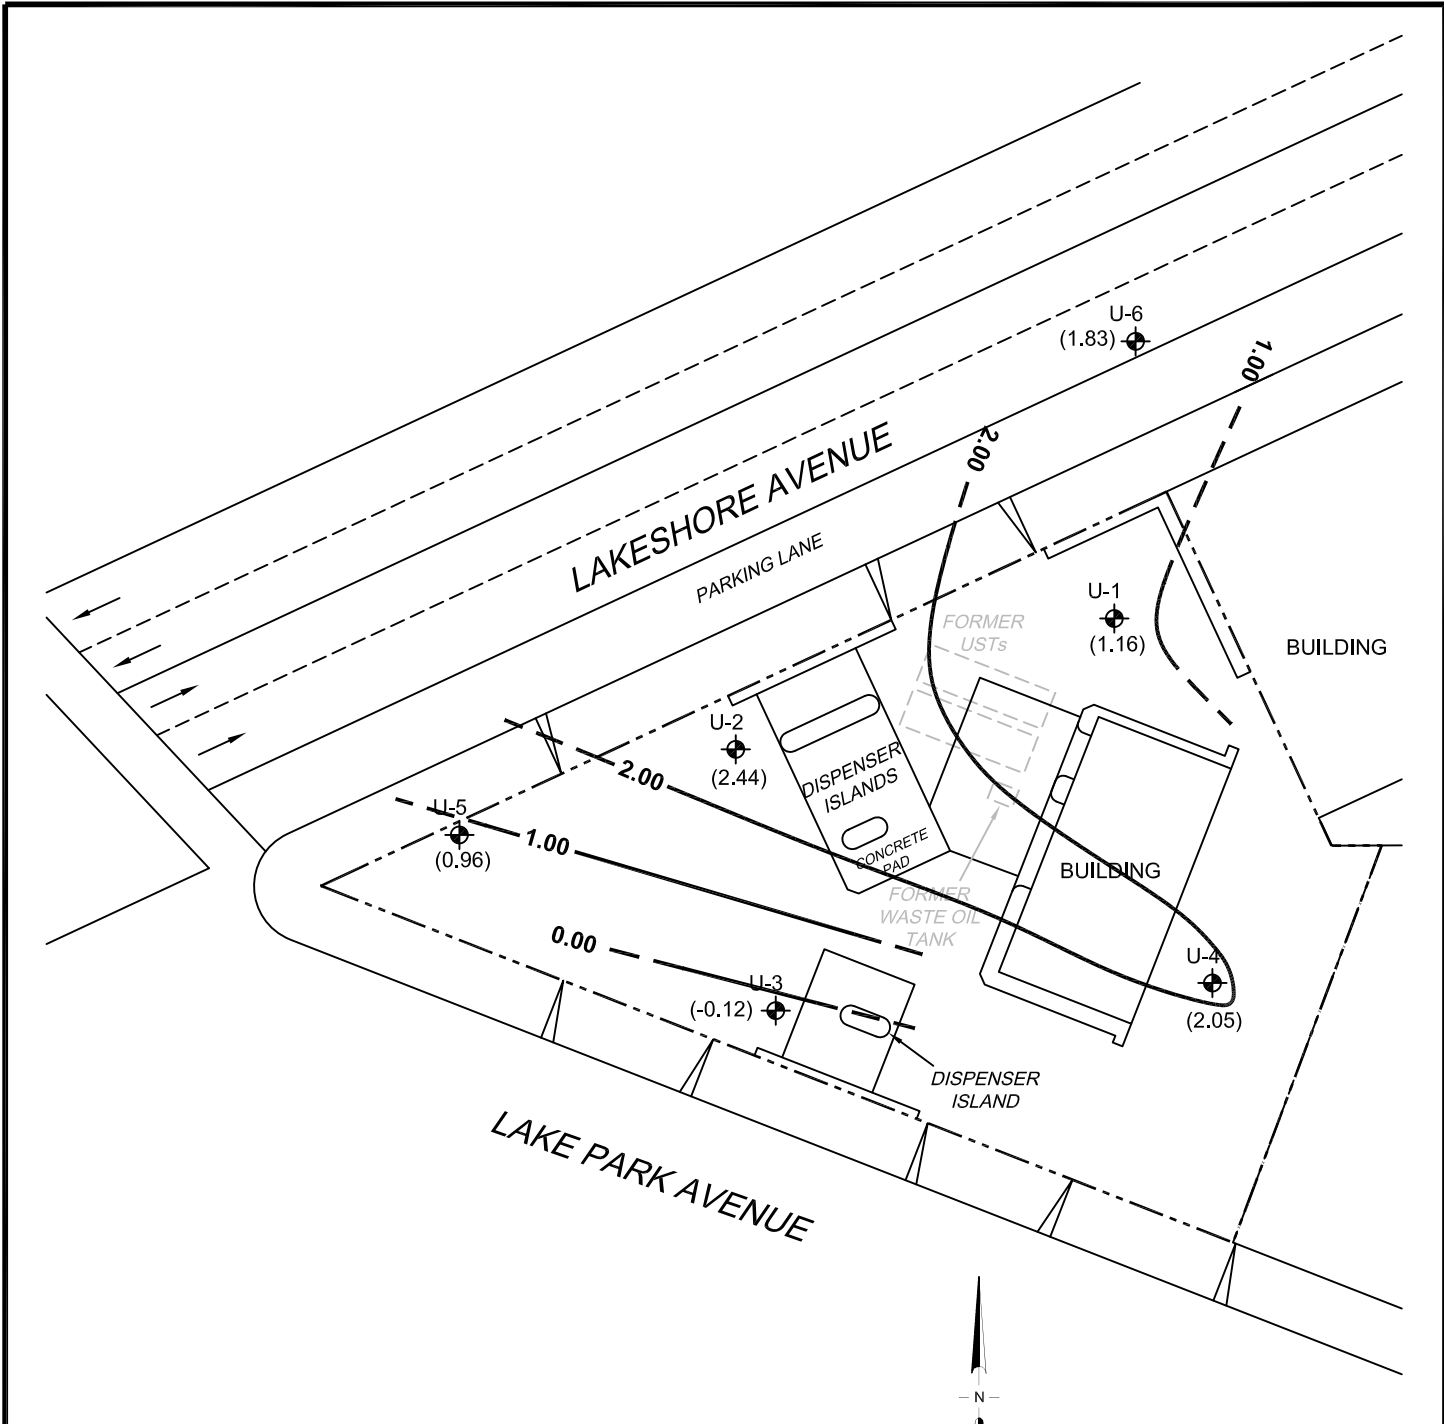 U-6
(1.83)
1.00
2.00
LAKESHORE AVENUE
PARKING LANE
U-1
(1.16)
FORMER
USTs
BUILDING
U-2
(2.44)
DISPENSER
ISLANDS
2.00
U-5
(0.96)
1.00
CONCRETE
PAD
BUILDING
FORMER
WASTE OIL
TANK
0.00
U-4
(2.05)
U-3
(-0.12)
DISPENSER
ISLAND
LAKE PARK AVENUE
N